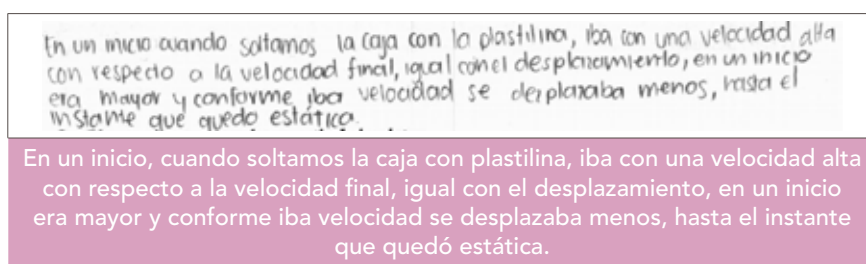 En un inicio cuando soltamos la caja con la plastilina, iba con una velocidad alta
con respecto a la velocidad final, igual con el desplazamiento, en un inicio
era mayor y conforme iba velocidad se desplazaba menos, hasta el
instante que quedo estático.
En un inicio, cuando soltamos la caja con plastilina, iba con una velocidad alta
con respecto a la velocidad final, igual con el desplazamiento, en un inicio
era mayor y conforme iba velocidad se desplazaba menos, hasta el instante
que quedó estática.